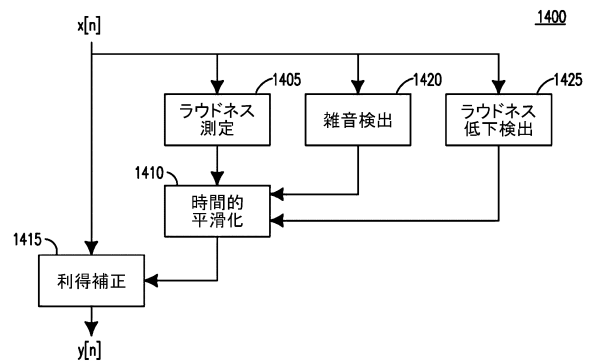 x[n]
1400
1405
1420
1425
ラウドネス
測定
雑音検出
ラウドネス
低下検出
1410
時間的
平滑化
1415
利得補正
y[n]